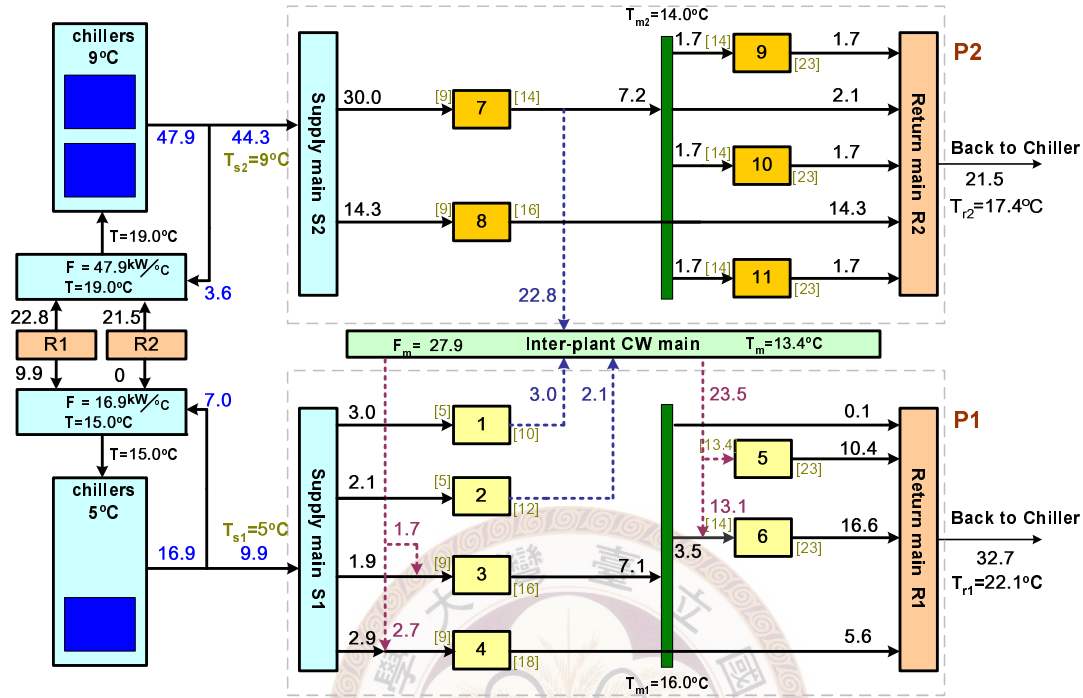 chillers
9°C
47.9
44.3
Ts2=9°C
T=19.0°C
F = 47.9kW/°C
T=19.0°C
3.6
22.8
21.5
R1
R2
9.9
0
F = 16.9kW/°C
T=15.0°C
7.0
T=15.0°C
chillers
5°C
16.9
9.9
Ts1=5°C
Tm2=14.0°C
P2
Supply main S2
30.0
[9]
7
[14]
7.2
14.3
[9]
8
[16]
14.3
1.7
[14]
9
[23]
1.7
2.1
1.7
[14]
10
[23]
1.7
1.7
[14]
11
[23]
1.7
Return main R2
Back to Chiller
21.5
Tr2=17.4°C
22.8
Fm = 27.9
Inter-plant CW main
Tm=13.4°C
P1
Supply main S1
3.0
[5]
1
[10]
3.0
2.1
2.1
[5]
2
[12]
1.7
1.9
[9]
3
[16]
7.1
2.7
2.9
[9]
4
[18]
5.6
23.5
0.1
[13.4]
5
[23]
10.4
13.1
[14]
3.5
6
[23]
16.6
Return main R1
Back to Chiller
32.7
Tr1=22.1°C
Tm1=16.0°C
學大灣臺立國